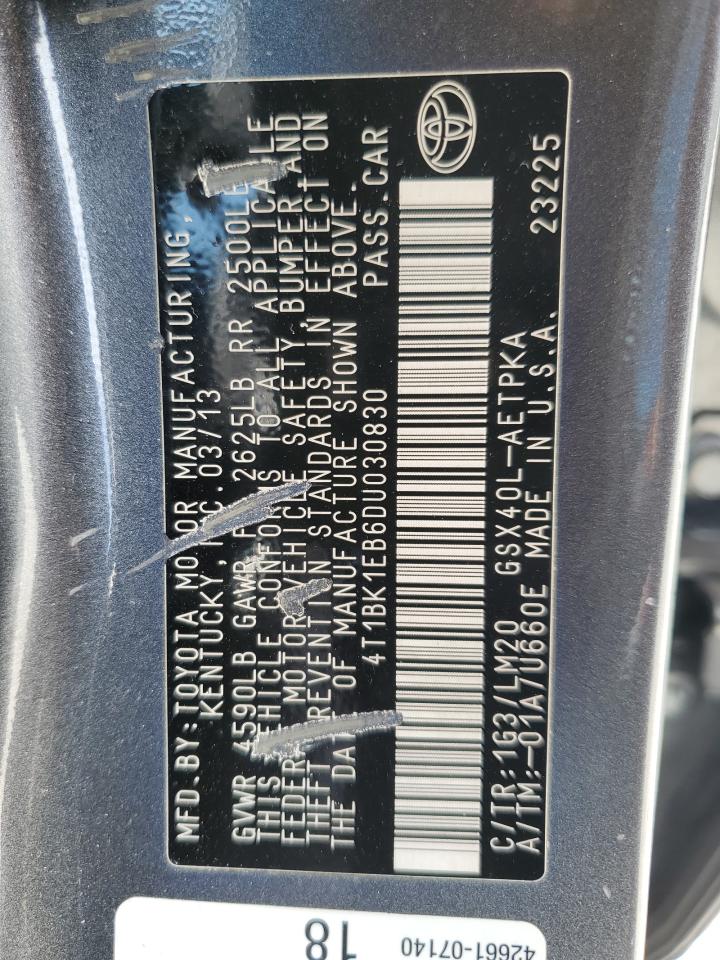 MFD.BY:TOYOTA MOTOR MANUFACTURING,
KENTUCKY, 03/13
GVWR 4590LB GAWR F 2625LB RR 2500LB
THIS VEHICLE CONFORMS TO ALL APPLICABLE
FEDERAL MOTOR VEHICLE SAFETY, BUMPER AND
THEFT PREVENTION STANDARDS IN EFFECT ON
THE DATE OF MANUFACTURE SHOWN ABOVE.
4T1BK1EB6DU030830 PASS.CAR
C/TR:1G3/LM20 GSX40L-AETPKA
A/TM:-01A/U660E MADE IN U.S.A. 23225
42661-07140
18